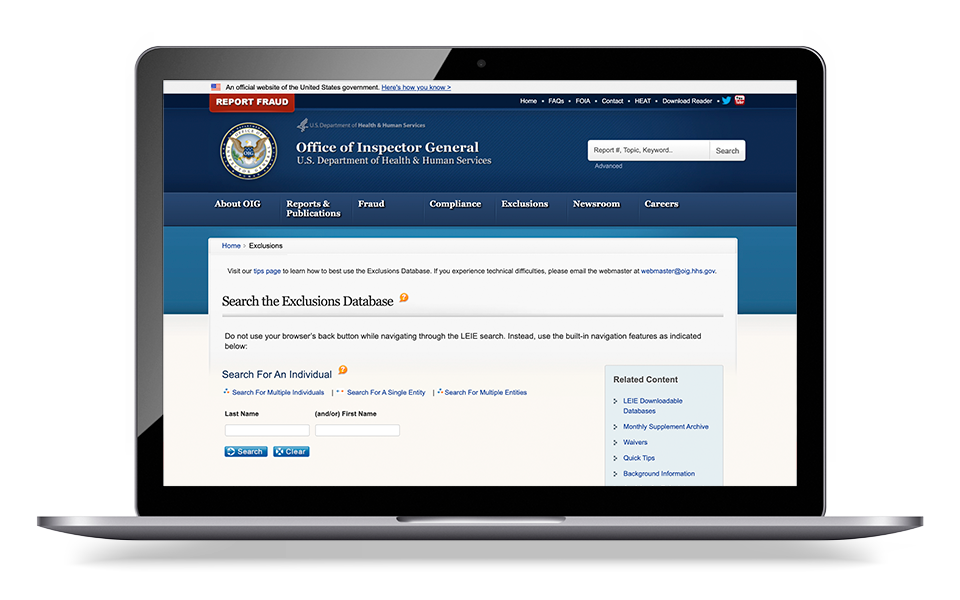 An official website of the United States government. Here's how you know >
REPORT FRAUD
Home • FAQs • FOIA • Contact • HEAT • Download Reader •
U.S. Department of Health & Human Services
Office of Inspector General
U.S. Department of Health & Human Services
OIG
Report #, Topic, Keyword..
Search
Advanced
About OIG
Reports &
Publications
Fraud
Compliance
Exclusions
Newsroom
Careers
Home › Exclusions
Visit our tips page to learn how to best use the Exclusions Database. If you experience technical difficulties, please email the webmaster at webmaster@oig.hhs.gov.
Search the Exclusions Database ?
Do not use your browser's back button while navigating through the LEIE search. Instead, use the built-in navigation features as indicated
below:
Search For An Individual ?
Search For Multiple Individuals | Search For A Single Entity | Search For Multiple Entities
Last Name
(and/or) First Name
Search
Clear
Related Content
LEIE Downloadable
Databases
Monthly Supplement Archive
Waivers
Quick Tips
Background Information